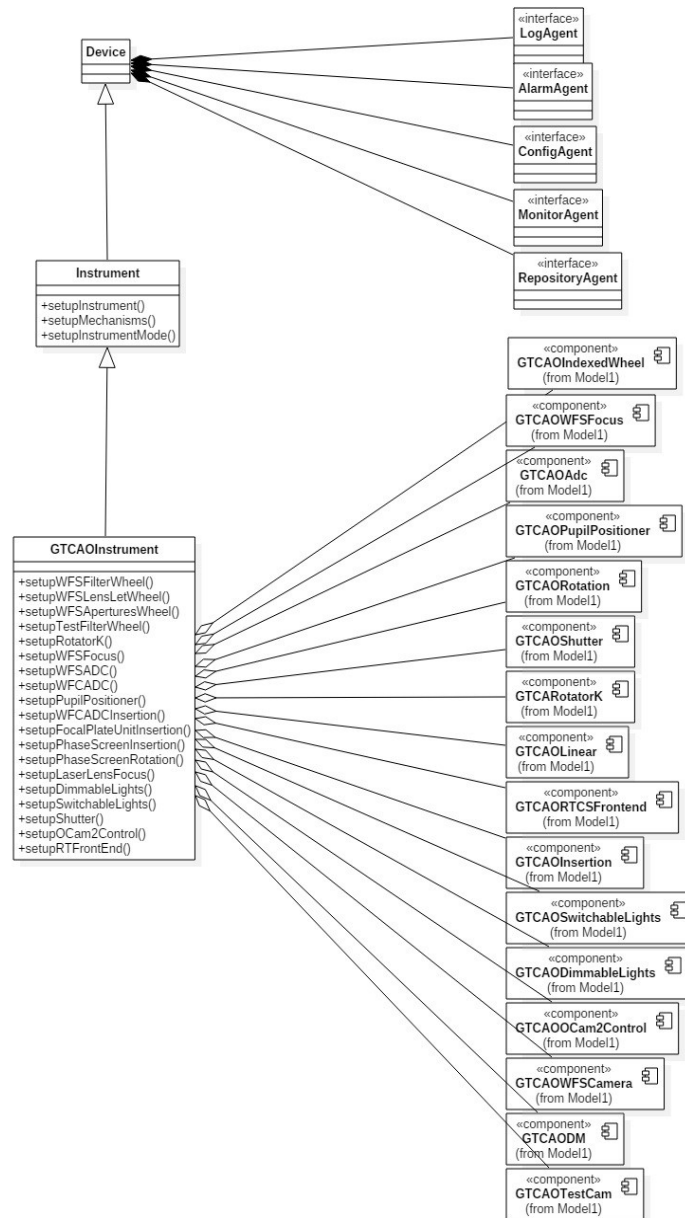 Device
«interface»
LogAgent
«interface»
AlarmAgent
«interface»
ConfigAgent
«interface»
MonitorAgent
«interface»
RepositoryAgent
Instrument
+setupInstrument()
+setupMechanisms()
+setupInstrumentMode()
GTCAOInstrument
+setupWFSFilterWheel()
+setupWFSLensLetWheel()
+setupWFSAperturesWheel()
+setupTestFilterWheel()
+setupRotatorK()
+setupWFSFocus()
+setupWFSADC()
+setupWFCADC()
+setupPupilPositioner()
+setupWFCADCInsertion()
+setupFocalPlateUnitInsertion()
+setupPhaseScreenInsertion()
+setupPhaseScreenRotation()
+setupLaserLensFocus()
+setupDimmableLights()
+setupSwitchableLights()
+setupShutter()
+setupOCam2Control()
+setupRTFrontEnd()
«component»
GTCAOIndexedWheel
(from Model1)
«component»
GTCAOWFSFocus
(from Model1)
«component»
GTCAOAdc
(from Model1)
«component»
GTCAOPupilPositioner
(from Model1)
«component»
GTCAORotation
(from Model1)
«component»
GTCAOShutter
(from Model1)
«component»
GTCARotatorK
(from Model1)
«component»
GTCAOLinear
(from Model1)
«component»
GTCAORTCSFrontend
(from Model1)
«component»
GTCAOInsertion
(from Model1)
«component»
GTCAOSwitchableLights
(from Model1)
«component»
GTCAODimmableLights
(from Model1)
«component»
GTCAOOCam2Control
(from Model1)
«component»
GTCAOWFSCamera
(from Model1)
«component»
GTCAODM
(from Model1)
«component»
GTCAOTestCam
(from Model1)